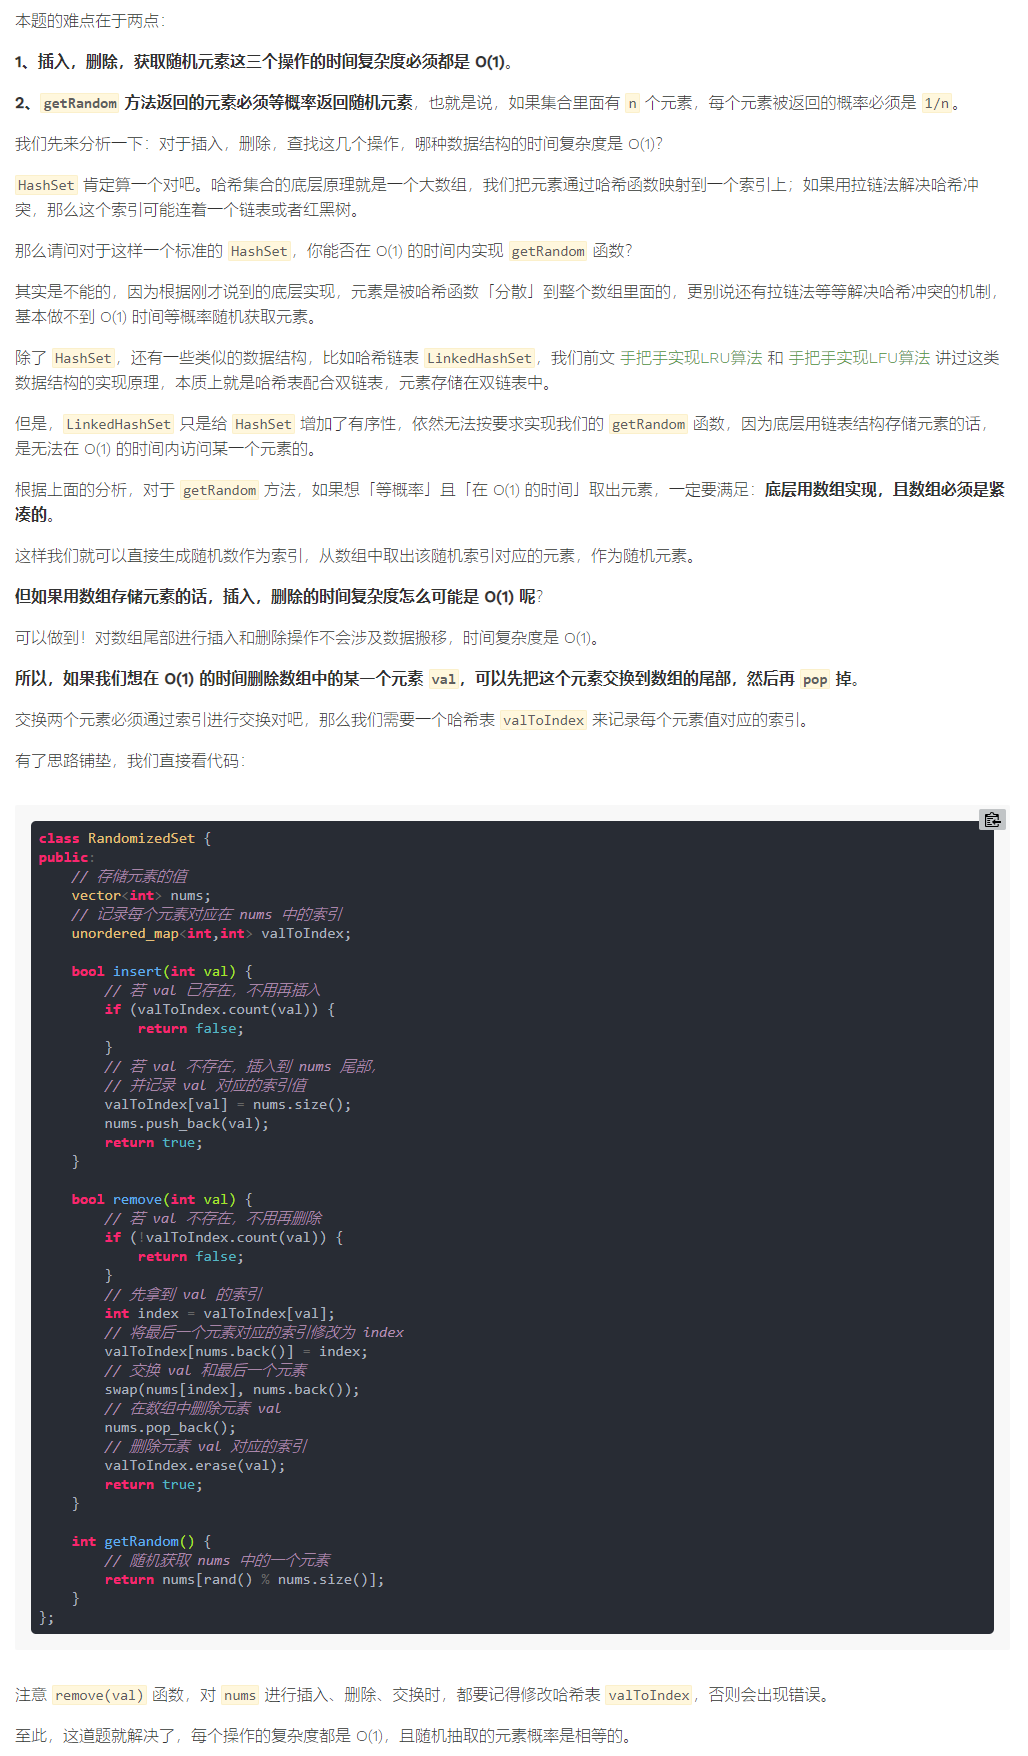 本题的难点在于两点：
1、插入，删除，获取随机元素这三个操作的时间复杂度必须都是 O(1)。
2、getRandom 方法返回的元素必须等概率返回随机元素，也就是说，如果集合里面有 n 个元素，每个元素被返回的概率必须是 1/n。
我们先来分析一下：对于插入，删除，查找这几个操作，哪种数据结构的时间复杂度是 O(1)？
HashSet 肯定算一个对吧。哈希集合的底层原理就是一个大数组，我们把元素通过哈希函数映射到一个索引上；如果用拉链法解决哈希冲
突，那么这个索引可能连着一个链表或者红黑树。
那么请问对于这样一个标准的 HashSet，你能否在 O(1) 的时间内实现 getRandom 函数？
其实是不能的，因为根据刚才说到的底层实现，元素是被哈希函数「分散」到整个数组里面的，更别说还有拉链法等等解决哈希冲突的机制，
基本做不到 O(1) 时间等概率随机获取元素。
除了 HashSet，还有一些类似的数据结构，比如哈希链表 LinkedHashSet，我们前文 手把手实现LRU算法 和 手把手实现LFU算法 讲过这类
数据结构的实现原理，本质上就是哈希表配合双链表，元素存储在双链表中。
但是，LinkedHashSet 只是给 HashSet 增加了有序性，依然无法按要求实现我们的 getRandom 函数，因为底层用链表结构存储元素的话，
是无法在 O(1) 的时间内访问某一个元素的。
根据上面的分析，对于 getRandom 方法，如果想「等概率」且「在 O(1) 的时间」取出元素，一定要满足：底层用数组实现，且数组必须是紧
凑的。
这样我们就可以直接生成随机数作为索引，从数组中取出该随机索引对应的元素，作为随机元素。
但如果用数组存储元素的话，插入，删除的时间复杂度怎么可能是 O(1) 呢？
可以做到！对数组尾部进行插入和删除操作不会涉及数据搬移，时间复杂度是 O(1)。
所以，如果我们想在 O(1) 的时间删除数组中的某一个元素 val，可以先把这个元素交换到数组的尾部，然后再 pop 掉。
交换两个元素必须通过索引进行交换对吧，那么我们需要一个哈希表 valToIndex 来记录每个元素值对应的索引。
有了思路铺垫，我们直接看代码：
class RandomizedSet {
public:
    // 存储元素的值
    vector<int> nums;
    // 记录每个元素对应在 nums 中的索引
    unordered_map<int,int> valToIndex;

    bool insert(int val) {
        // 若 val 已存在，不用再插入
        if (valToIndex.count(val)) {
            return false;
        }
        // 若 val 不存在，插入到 nums 尾部，
        // 并记录 val 对应的索引值
        valToIndex[val] = nums.size();
        nums.push_back(val);
        return true;
    }

    bool remove(int val) {
        // 若 val 不存在，不用再删除
        if (!valToIndex.count(val)) {
            return false;
        }
        // 先拿到 val 的索引
        int index = valToIndex[val];
        // 将最后一个元素对应的索引修改为 index
        valToIndex[nums.back()] = index;
        // 交换 val 和最后一个元素
        swap(nums[index], nums.back());
        // 在数组中删除元素 val
        nums.pop_back();
        // 删除元素 val 对应的索引
        valToIndex.erase(val);
        return true;
    }

    int getRandom() {
        // 随机获取 nums 中的一个元素
        return nums[rand() % nums.size()];
    }
};
注意 remove(val) 函数，对 nums 进行插入、删除、交换时，都要记得修改哈希表 valToIndex，否则会出现错误。
至此，这道题就解决了，每个操作的复杂度都是 O(1)，且随机抽取的元素概率是相等的。